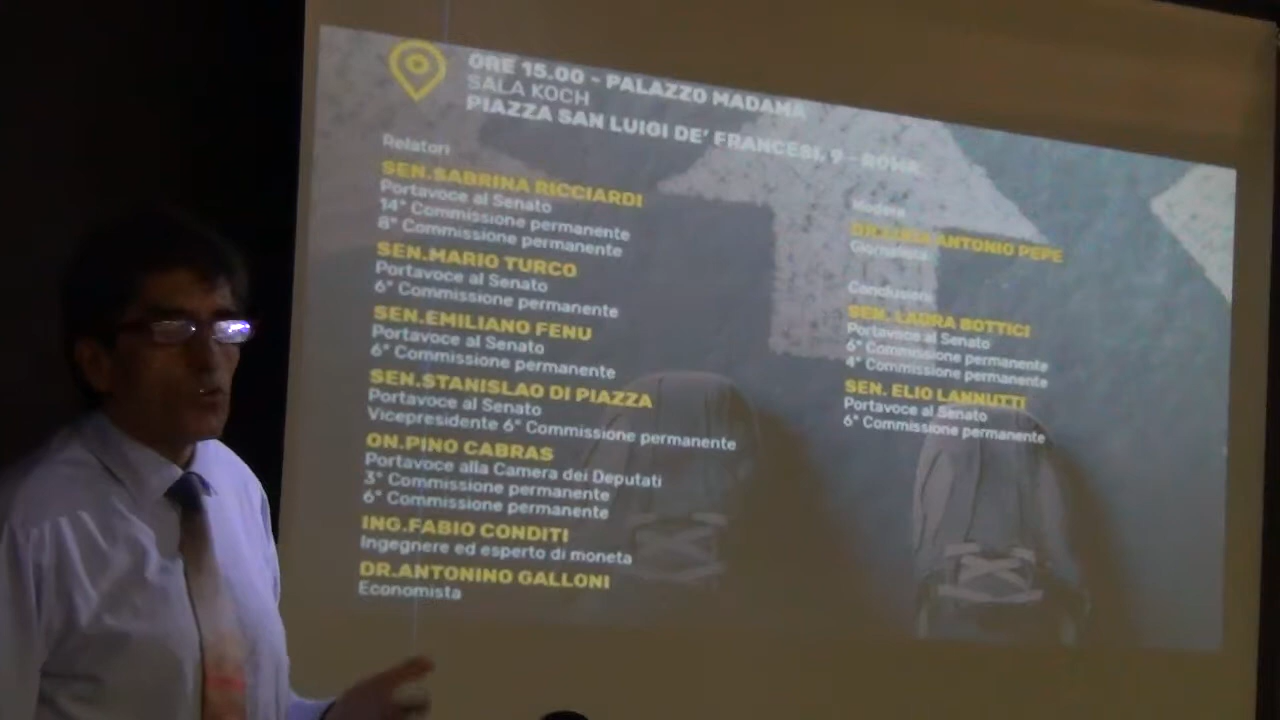 ORE 15.00 - PALAZZO MADAMA
SALA KOCH
PIAZZA SAN LUIGI DE' FRANCESI, 9 - ROMA
Relatori
SEN.SABRINA RICCIARDI
Portavoce al Senato
14° Commissione permanente
8° Commissione permanente
SEN.MARIO TURCO
Portavoce al Senato
6° Commissione permanente
SEN.EMILIANO FENU
Portavoce al Senato
6° Commissione permanente
SEN.STANISLAO DI PIAZZA
Portavoce al Senato
Vicepresidente 6° Commissione permanente
ON.PINO CABRAS
Portavoce alla Camera dei Deputati
3° Commissione permanente
6° Commissione permanente
ING.FABIO CONDITI
Ingegnere ed esperto di moneta
DR.ANTONINO GALLONI
Economista
Modera
ANTONIO PEPE
Giornalista
Conclusioni
SEN. LAURA BOTTICI
Portavoce al Senato
6° Commissione permanente
4° Commissione permanente
SEN. ELIO LANNUTTI
Portavoce al Senato
6° Commissione permanente